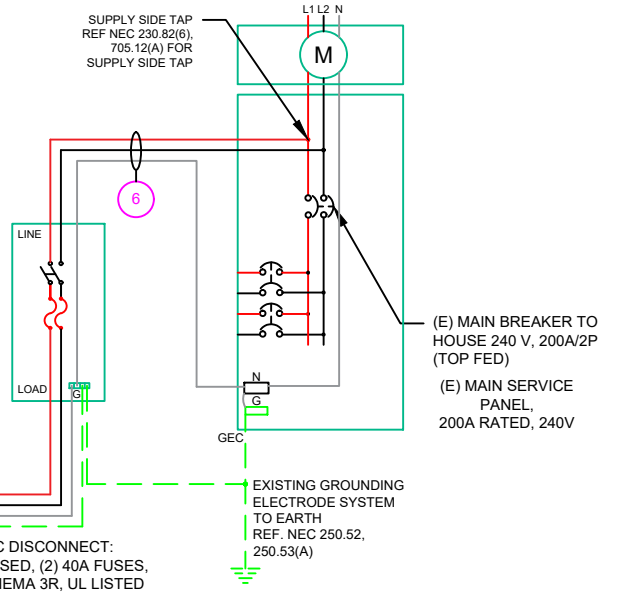 L1 L2 N
SUPPLY SIDE TAP
REF NEC 230.82(6),
705.12(A) FOR
SUPPLY SIDE TAP
M
6
LINE
LOAD
G
(E) MAIN BREAKER TO
HOUSE 240 V, 200A/2P
(TOP FED)
(E) MAIN SERVICE
PANEL,
200A RATED, 240V
N
G
GEC
EXISTING GROUNDING
ELECTRODE SYSTEM
TO EARTH
REF. NEC 250.52,
250.53(A)
C DISCONNECT:
SED, (2) 40A FUSES,
EMA 3R, UL LISTED